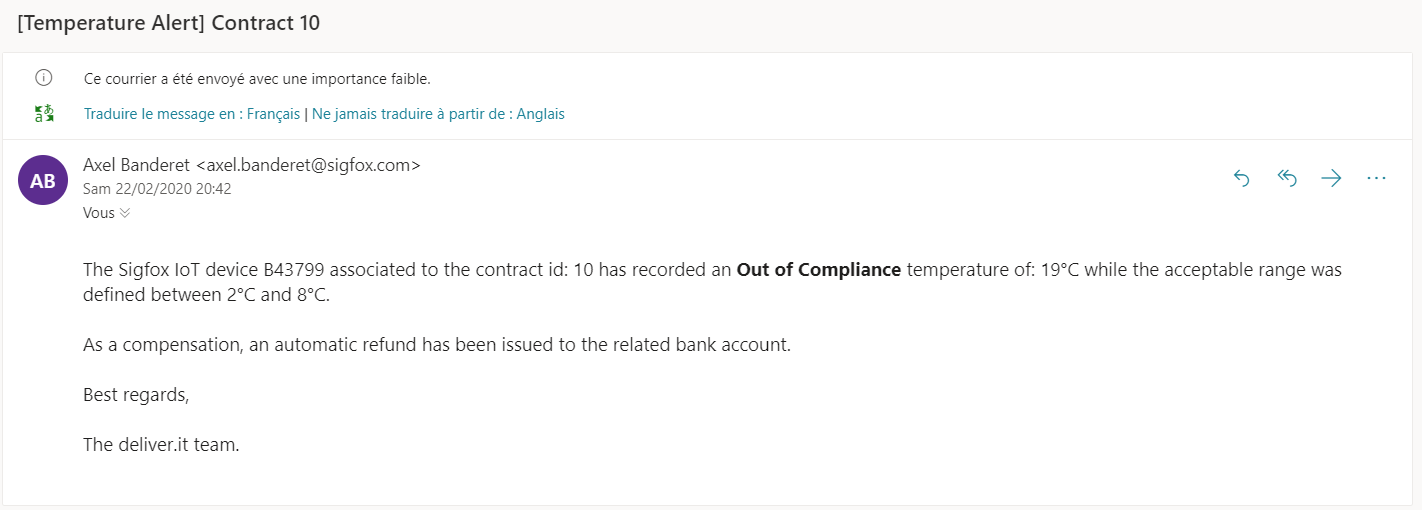 [Temperature Alert] Contract 10
Ce courrier a été envoyé avec une importance faible.
Traduire le message en : Français | Ne jamais traduire à partir de : Anglais
AB
Axel Banderet <axel.banderet@sigfox.com>
Sam 22/02/2020 20:42
Vous
The Sigfox IoT device B43799 associated to the contract id: 10 has recorded an Out of Compliance temperature of: 19°C while the acceptable range was
defined between 2°C and 8°C.
As a compensation, an automatic refund has been issued to the related bank account.
Best regards,
The deliver.it team.